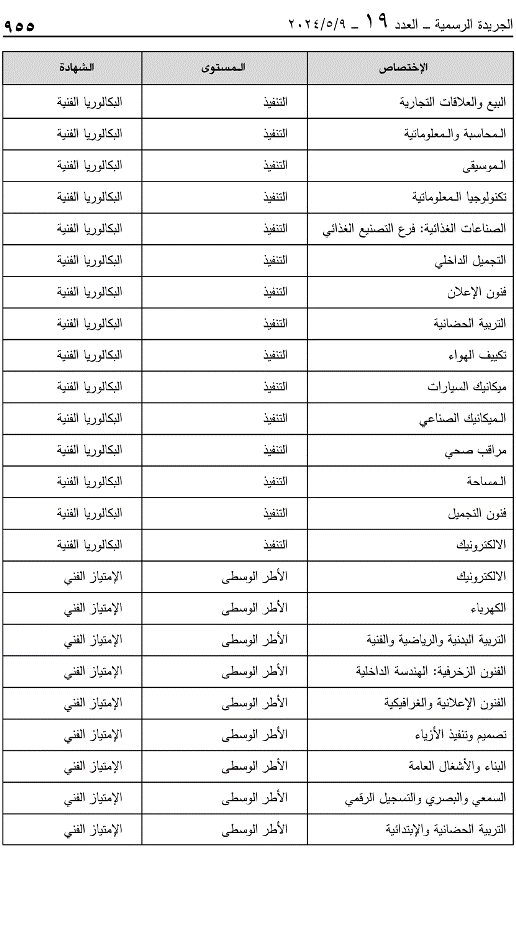 الجريدة الرسمية ــ العدد ١٩ ــ ٢٠٢٤/٥/٩ ٩٥٥
الإختصاص المستوى الشهادة
البيع والعلاقات التجارية التنفيذ البكالوريا الفنية
المحاسبة والمعلوماتية التنفيذ البكالوريا الفنية
الموسيقى التنفيذ البكالوريا الفنية
تكنولوجيا المعلوماتية التنفيذ البكالوريا الفنية
الصناعات الغذائية: فرع التصنيع الغذائي التنفيذ البكالوريا الفنية
التجميل الداخلي التنفيذ البكالوريا الفنية
فنون الإعلان التنفيذ البكالوريا الفنية
التربية الحضانية التنفيذ البكالوريا الفنية
تكييف الهواء التنفيذ البكالوريا الفنية
ميكانيك السيارات التنفيذ البكالوريا الفنية
الميكانيك الصناعي التنفيذ البكالوريا الفنية
مراقب صحي التنفيذ البكالوريا الفنية
المساحة التنفيذ البكالوريا الفنية
فنون التجميل التنفيذ البكالوريا الفنية
الالكترونيك التنفيذ البكالوريا الفنية
الالكترونيك الأطر الوسطى الإمتياز الفني
الكهرباء الأطر الوسطى الإمتياز الفني
التربية البدنية والرياضية والفنية الأطر الوسطى الإمتياز الفني
الفنون الزخرفية: الهندسة الداخلية الأطر الوسطى الإمتياز الفني
الفنون الإعلانية والغرافيكية الأطر الوسطى الإمتياز الفني
تصميم وتنفيذ الأزياء الأطر الوسطى الإمتياز الفني
البناء والأشغال العامة الأطر الوسطى الإمتياز الفني
السمعي والبصري والتسجيل الرقمي الأطر الوسطى الإمتياز الفني
التربية الحضانية والإبتدائية الأطر الوسطى الإمتياز الفني